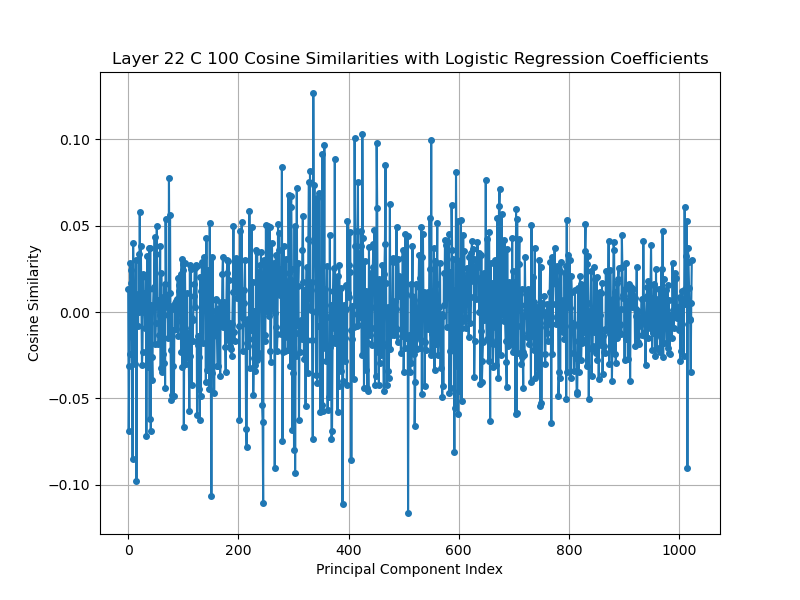 Layer 22 C 100 Cosine Similarities with Logistic Regression Coefficients
0.10
0.05
0.00
−0.05
−0.10
Cosine Similarity
0 200 400 600 800 1000
Principal Component Index